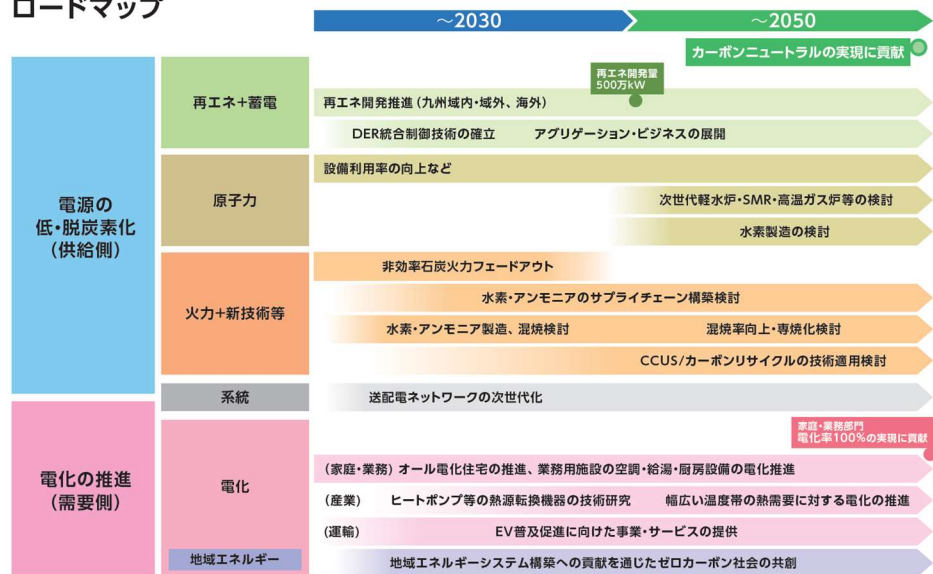 ロードマップ
～2030
～2050
カーボンニュートラルの実現に貢献
電源の
低・脱炭素化
（供給側）
再エネ＋蓄電
再エネ開発量
500万kW
再エネ開発推進（九州域内・域外、海外）
DER統合制御技術の確立
アグリゲーション・ビジネスの展開
原子力
設備利用率の向上など
次世代軽水炉・SMR・高温ガス炉等の検討
水素製造の検討
火力＋新技術等
非効率石炭火力フェードアウト
水素・アンモニアのサプライチェーン構築検討
水素・アンモニア製造、混焼検討
混焼率向上・専焼化検討
CCUS/カーボンリサイクルの技術適用検討
系統
送配電ネットワークの次世代化
電化の推進
（需要側）
電化
家庭・業務部門
電化率100%の実現に貢献
（家庭・業務）オール電化住宅の推進、業務用施設の空調・給湯・厨房設備の電化推進
（産業）
ヒートポンプ等の熱源転換機器の技術研究
幅広い温度帯の熱需要に対する電化の推進
（運輸）
EV普及促進に向けた事業・サービスの提供
地域エネルギー
地域エネルギーシステム構築への貢献を通じたゼロカーボン社会の共創